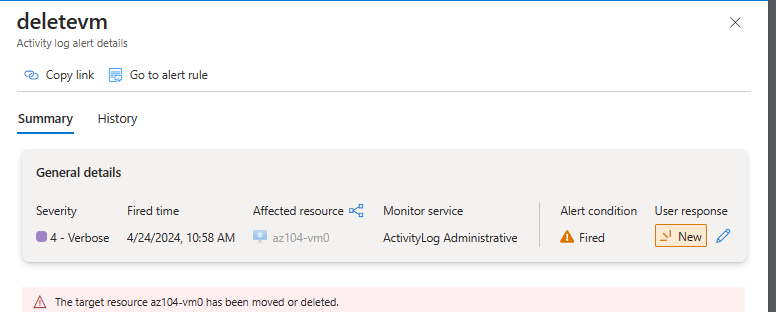 deletevm
Activity log alert details
Copy link Go to alert rule
Summary History
General details
Severity Fired time Affected resource Monitor service Alert condition User response
4 - Verbose 4/24/2024, 10:58 AM az104-vm0 ActivityLog Administrative Fired New
The target resource az104-vm0 has been moved or deleted.